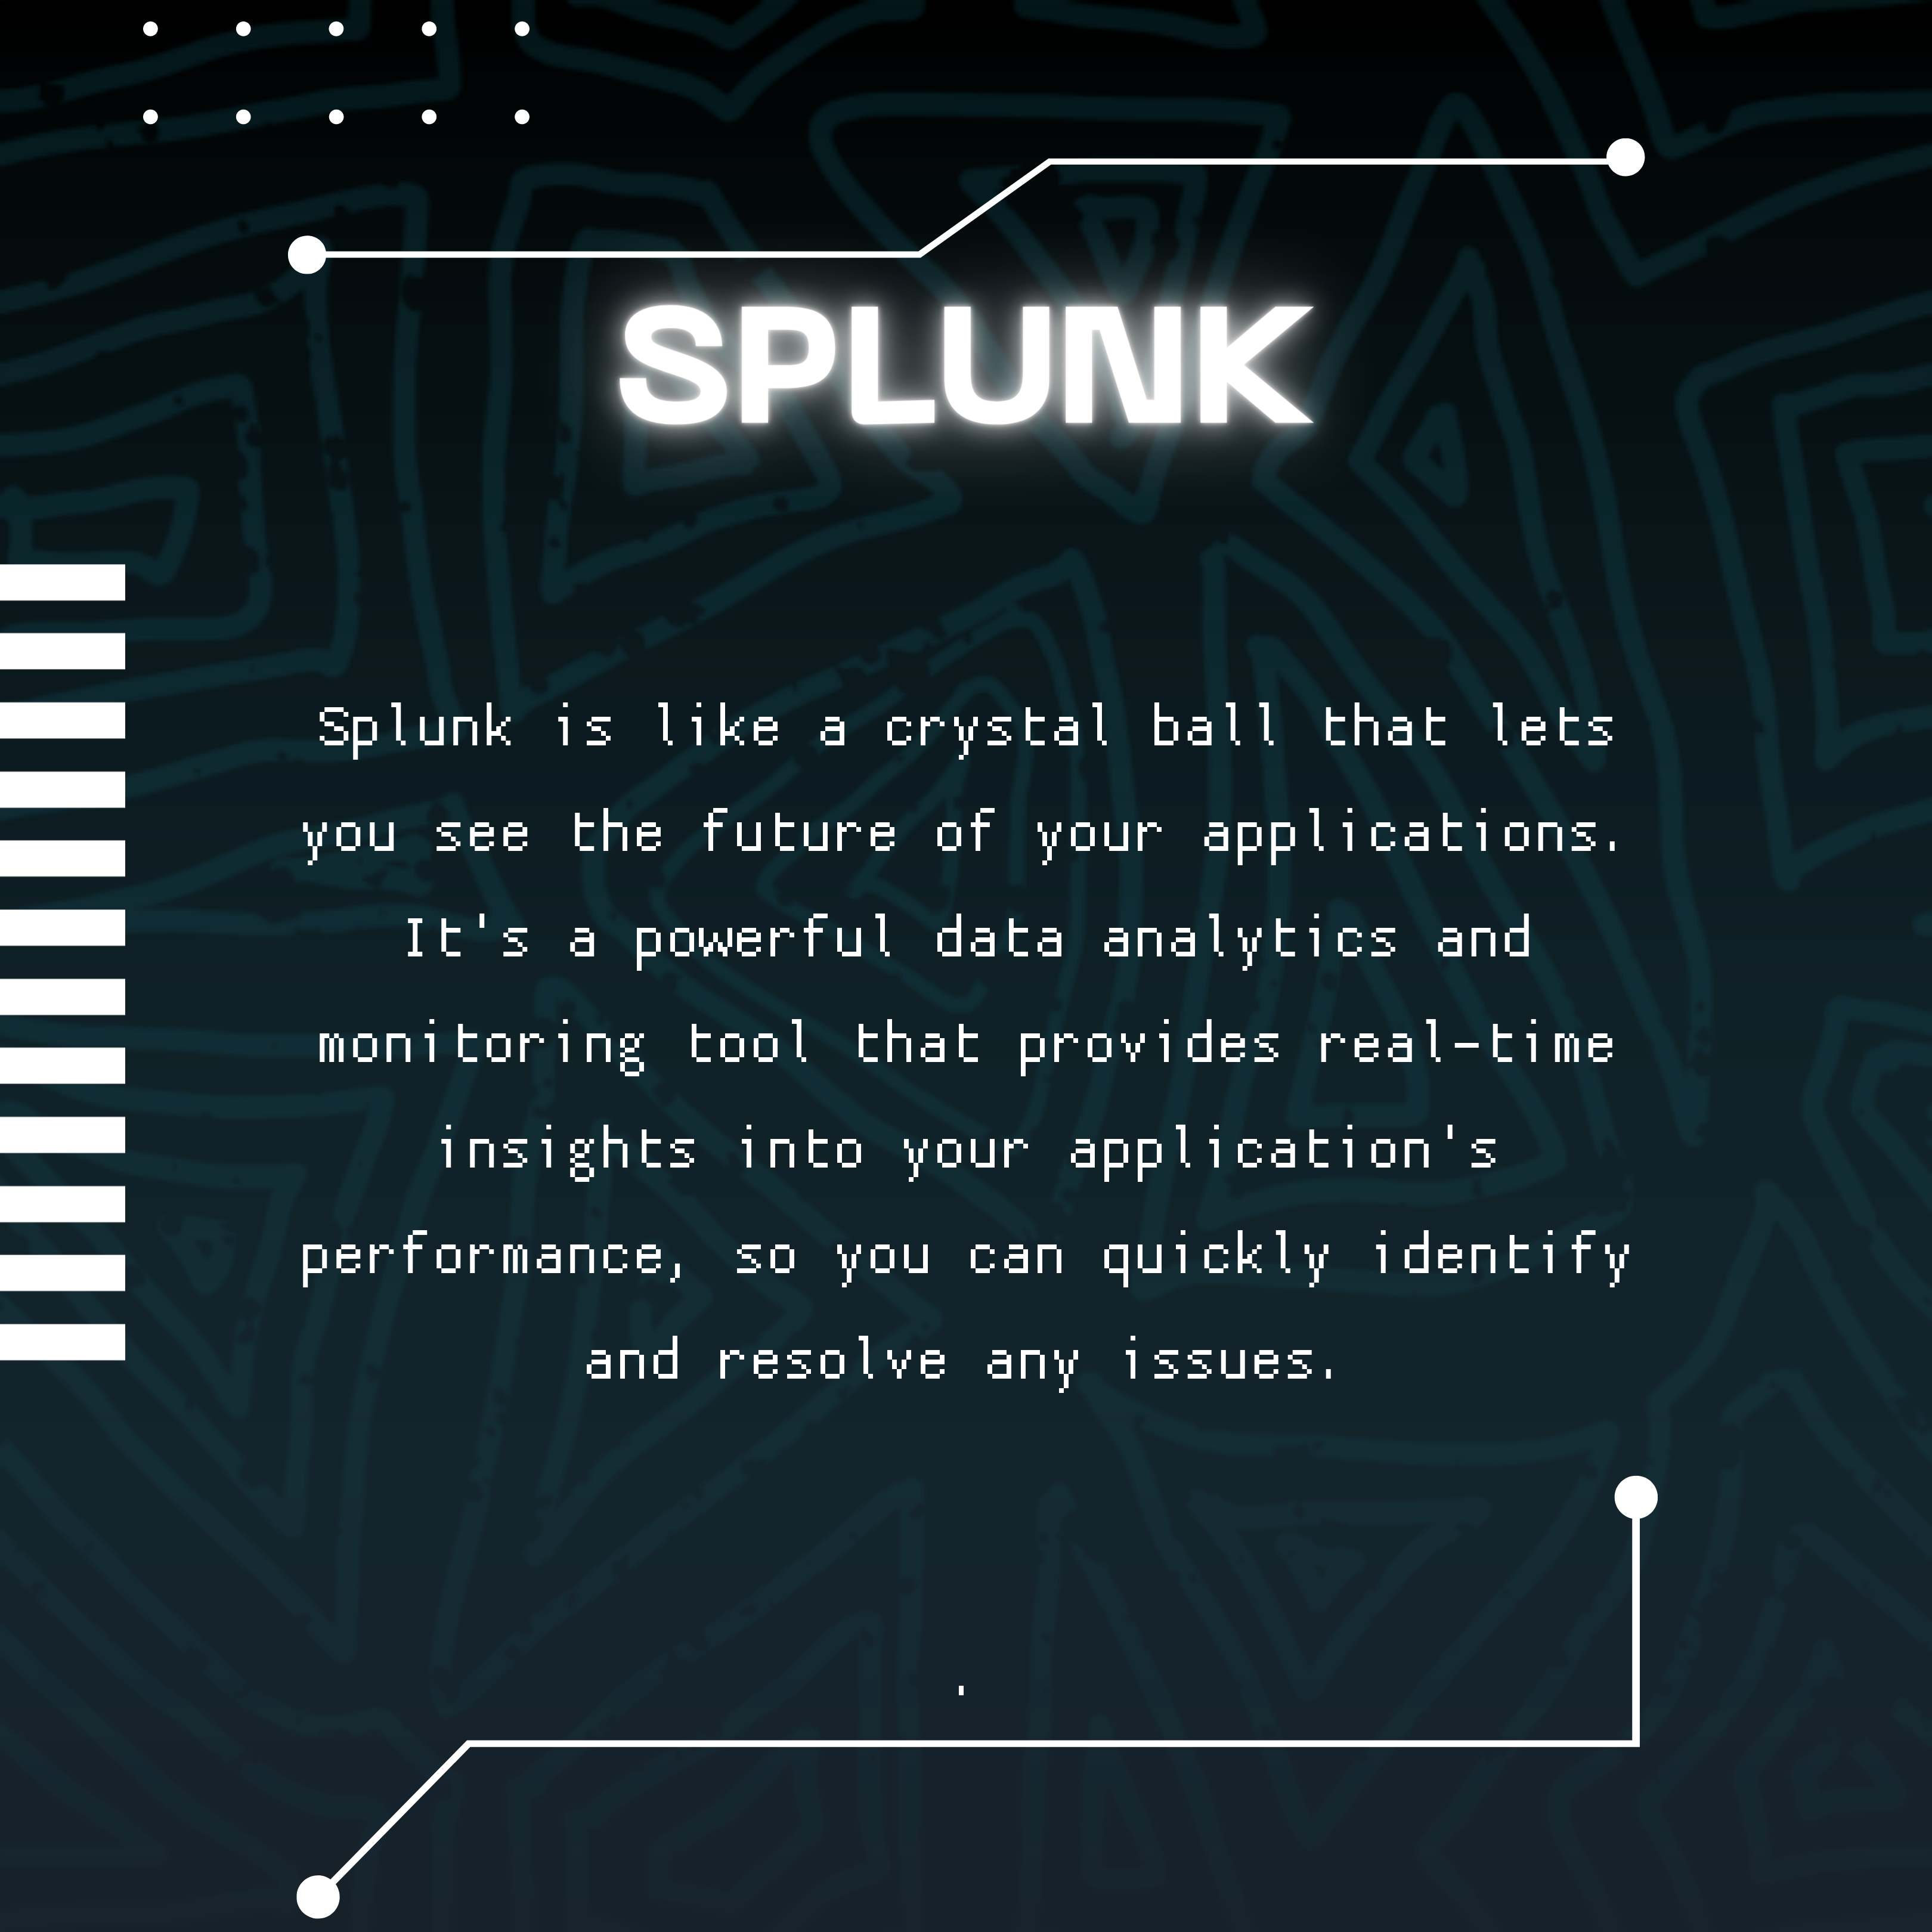 SPLUNK
Splunk is like a crystal ball that lets
you see the future of your applications.
It's a powerful data analytics and
monitoring tool that provides real-time
insights into your application's
performance, so you can quickly identify
and resolve any issues.
.